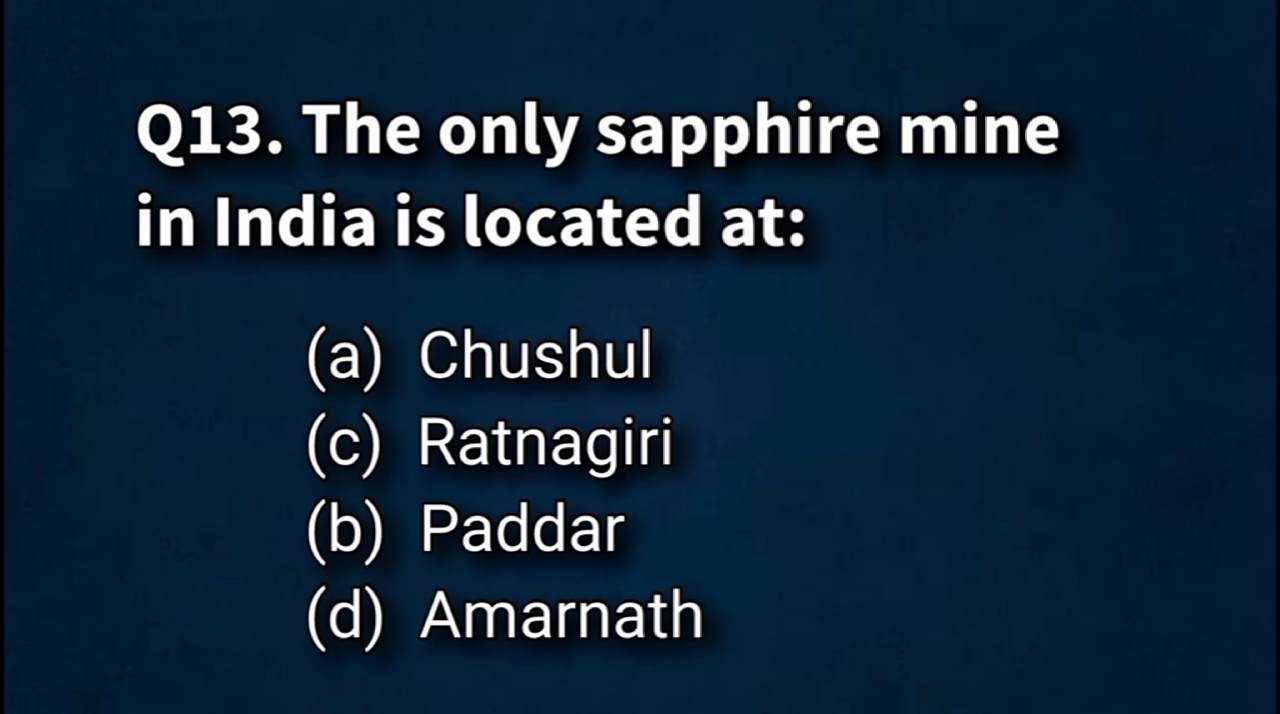 Q13. The only sapphire mine
in India is located at:
(a) Chushul
(c) Ratnagiri
(b) Paddar
(d) Amarnath